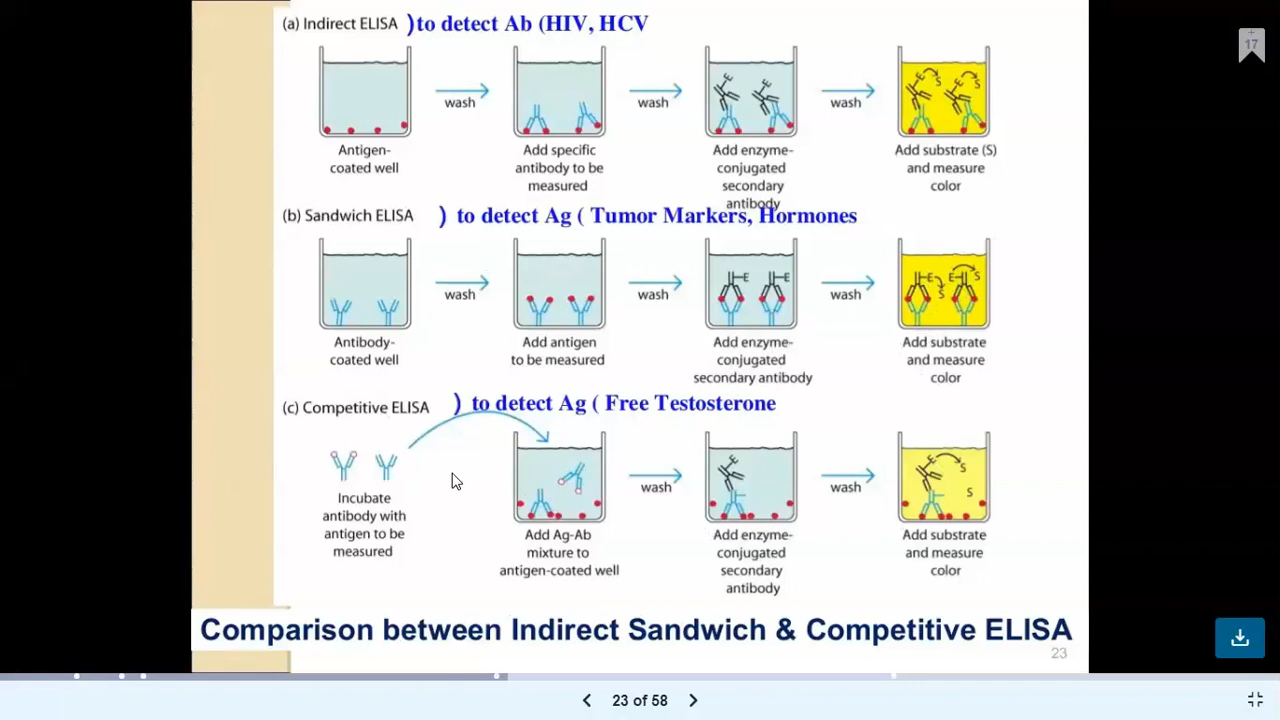 (a) Indirect ELISA )to detect Ab (HIV, HCV
wash
wash
wash
E
E
E
S
E
S
Antigen-
coated well
Add specific
antibody to be
measured
Add enzyme-
conjugated
secondary
antibody
Add substrate (S)
and measure
color
(b) Sandwich ELISA ) to detect Ag ( Tumor Markers, Hormones
wash
wash
wash
E
E
E
S
E
S
Antibody-
coated well
Add antigen
to be measured
Add enzyme-
conjugated
secondary antibody
Add substrate
and measure
color
(c) Competitive ELISA ) to detect Ag ( Free Testosterone
wash
wash
E
E
S
S
Incubate
antibody with
antigen to be
measured
Add Ag-Ab
mixture to
antigen-coated well
Add enzyme-
conjugated
secondary
antibody
Add substrate
and measure
color
Comparison between Indirect Sandwich & Competitive ELISA
23
17
23 of 58